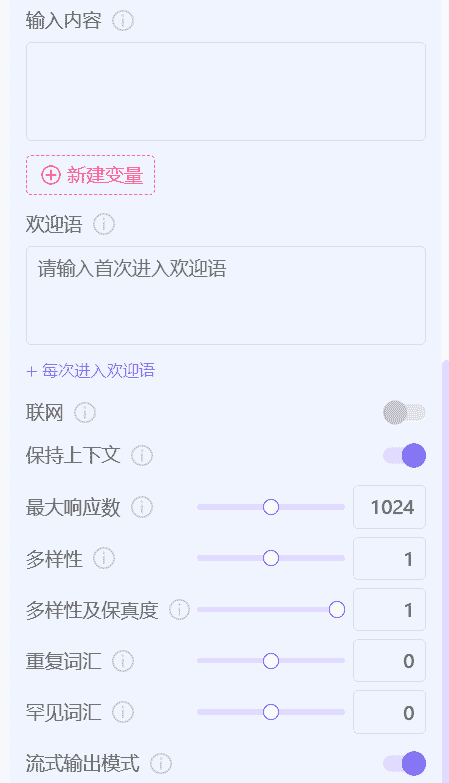 输入内容
新建变量
欢迎语
请输入首次进入欢迎语
+ 每次进入欢迎语
联网
保持上下文
最大响应数 1024
多样性 1
多样性及保真度 1
重复词汇 0
罕见词汇 0
流式输出模式